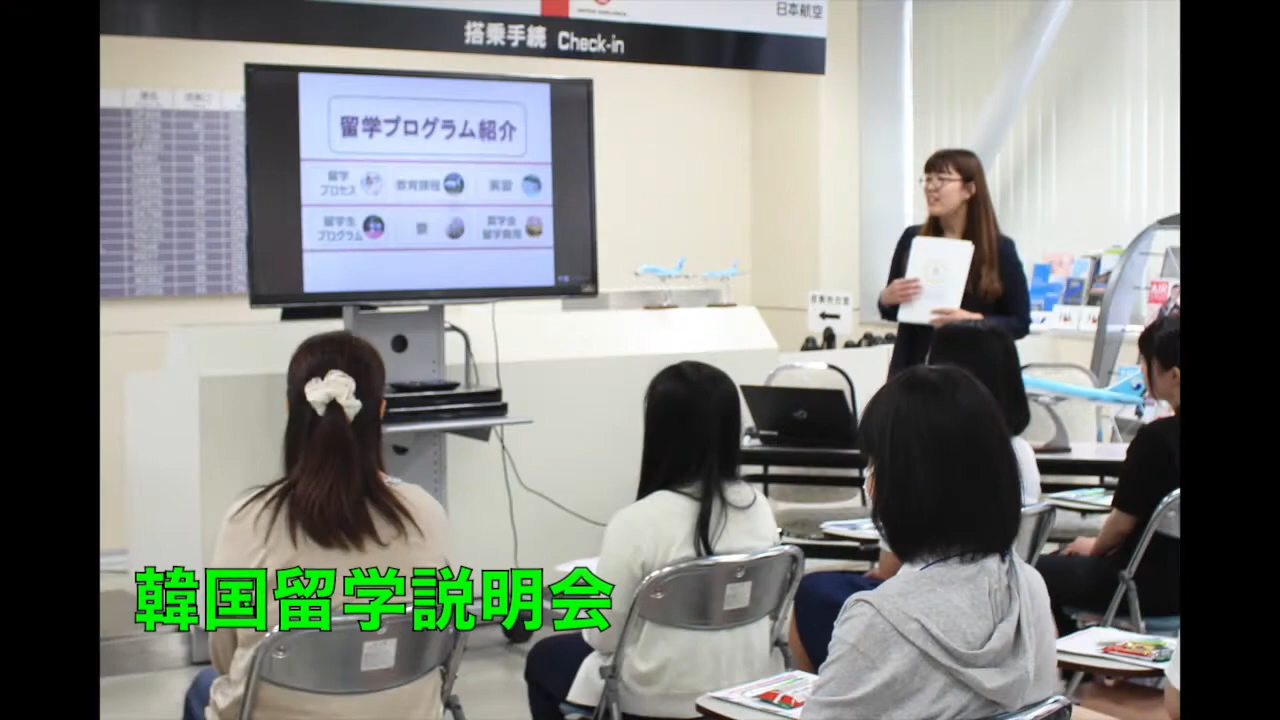 日本航空
搭乗手続 Check-in
留学プログラム紹介
留学
プロセス
教育課程
実習
留学生
プログラム
寮
奨学金
留学費用
韓国留学説明会